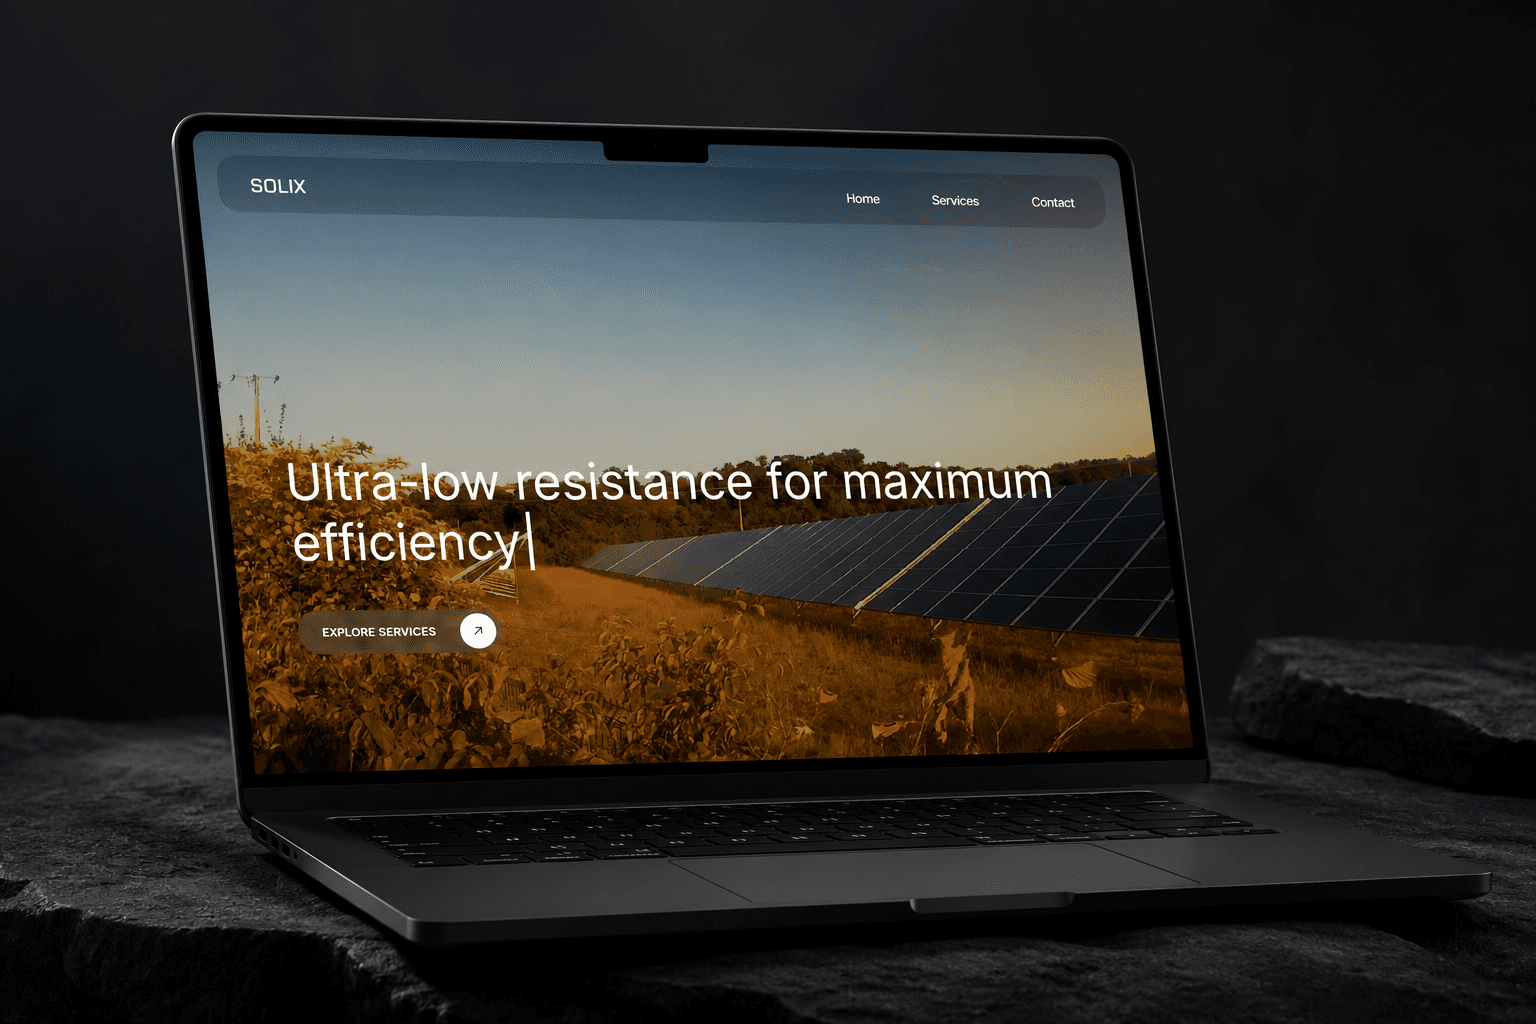 SOLIX
Home Services Contact
Ultra-low resistance for maximum
efficiency
EXPLORE SERVICES